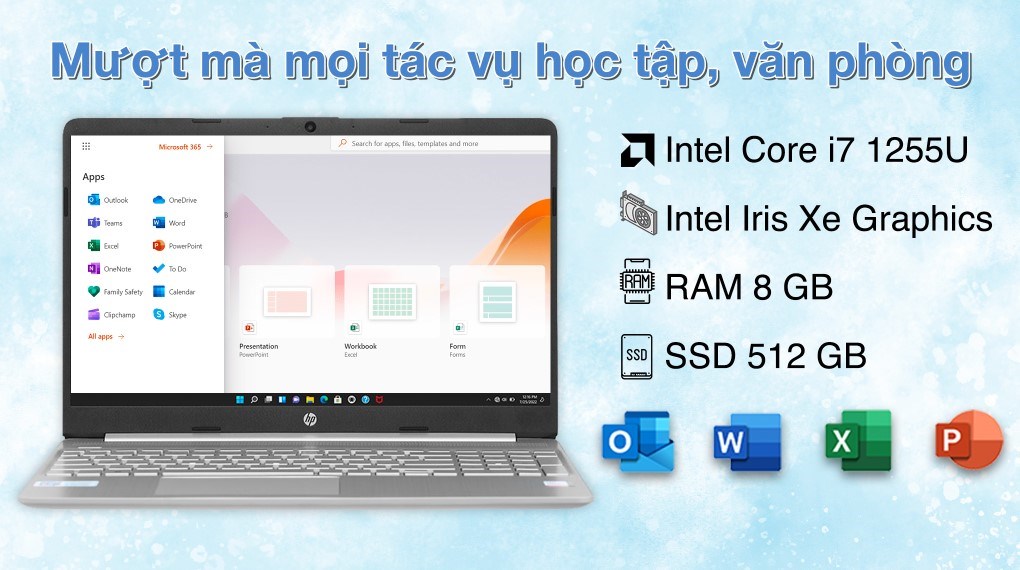 Mượt mà mọi tác vụ học tập, văn phòng
Microsoft 365 →
Search for apps, files, templates and more
Apps
Outlook
OneDrive
Teams
Word
Excel
PowerPoint
OneNote
To Do
Family Safety
Calendar
Clipchamp
Skype
All apps →
Presentation
PowerPoint
Workbook
Excel
Form
Forms
hp
Intel Core i7 1255U
Intel Iris Xe Graphics
RAM
RAM 8 GB
SSD
SSD 512 GB
O
W
X
P